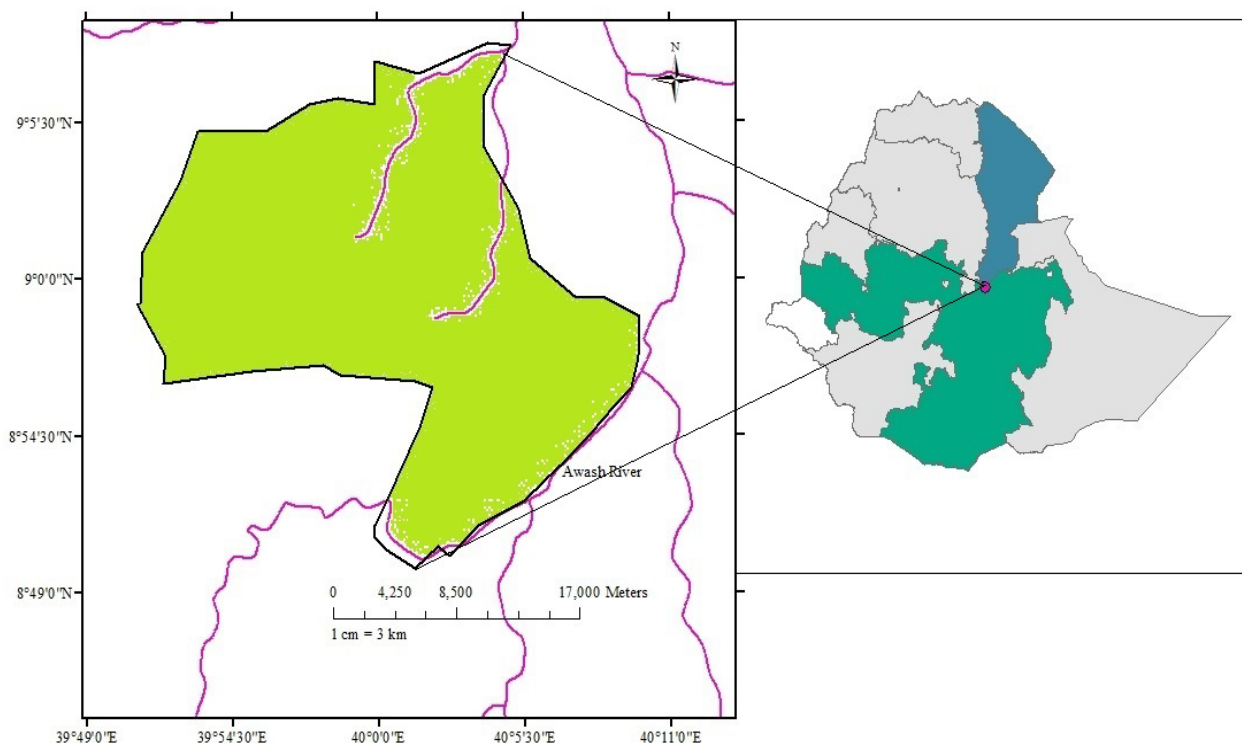 N
9°5'30"N
9°0'0"N
8°54'30"N
Awash River
8°49'0"N
0 4,250 8,500 17,000 Meters
1 cm = 3 km
39°49'0"E 39°54'30"E 40°0'0"E 40°5'30"E 40°11'0"E